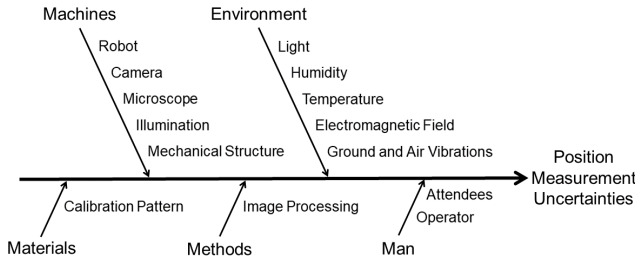 Machines
Environment
Robot
Light
Camera
Humidity
Microscope
Temperature
Illumination
Electromagnetic Field
Mechanical Structure
Ground and Air Vibrations
Position
Measurement
Uncertainties
Calibration Pattern
Image Processing
Attendees
Operator
Materials
Methods
Man